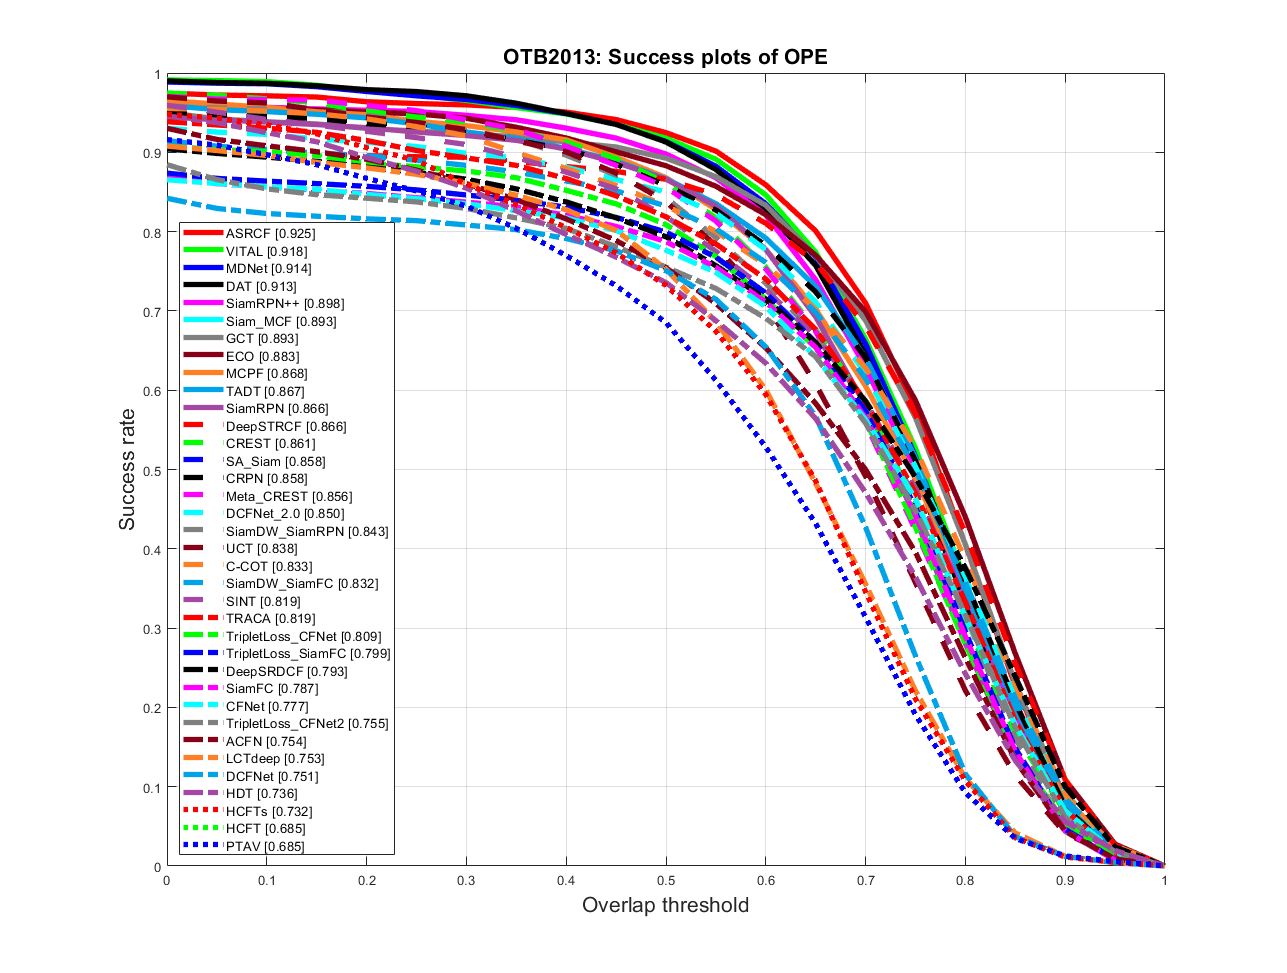 OTB2013: Success plots of OPE
1
0.9
0.8
0.7
0.6
0.5
0.4
0.3
0.2
0.1
0
Success rate
ASRCF [0.925]
VITAL [0.918]
MDNet [0.914]
DAT [0.913]
SiamRPN++ [0.898]
Siam_MCF [0.893]
GCT [0.893]
ECO [0.883]
MCPF [0.868]
TADT [0.867]
SiamRPN [0.866]
DeepSTRCF [0.866]
CREST [0.861]
SA_Siam [0.858]
CRPN [0.858]
Meta_CREST [0.856]
DCFNet_2.0 [0.850]
SiamDW_SiamRPN [0.843]
UCT [0.838]
C-COT [0.833]
SiamDW_SiamFC [0.832]
SINT [0.819]
TRACA [0.819]
TripletLoss_CFNet [0.809]
TripletLoss_SiamFC [0.799]
DeepSRDCF [0.793]
SiamFC [0.787]
CFNet [0.777]
TripletLoss_CFNet2 [0.755]
ACFN [0.754]
LCTdeep [0.753]
DCFNet [0.751]
HDT [0.736]
HCFTs [0.732]
HCFT [0.685]
PTAV [0.685]
0 0.1 0.2 0.3 0.4 0.5 0.6 0.7 0.8 0.9 1
Overlap threshold